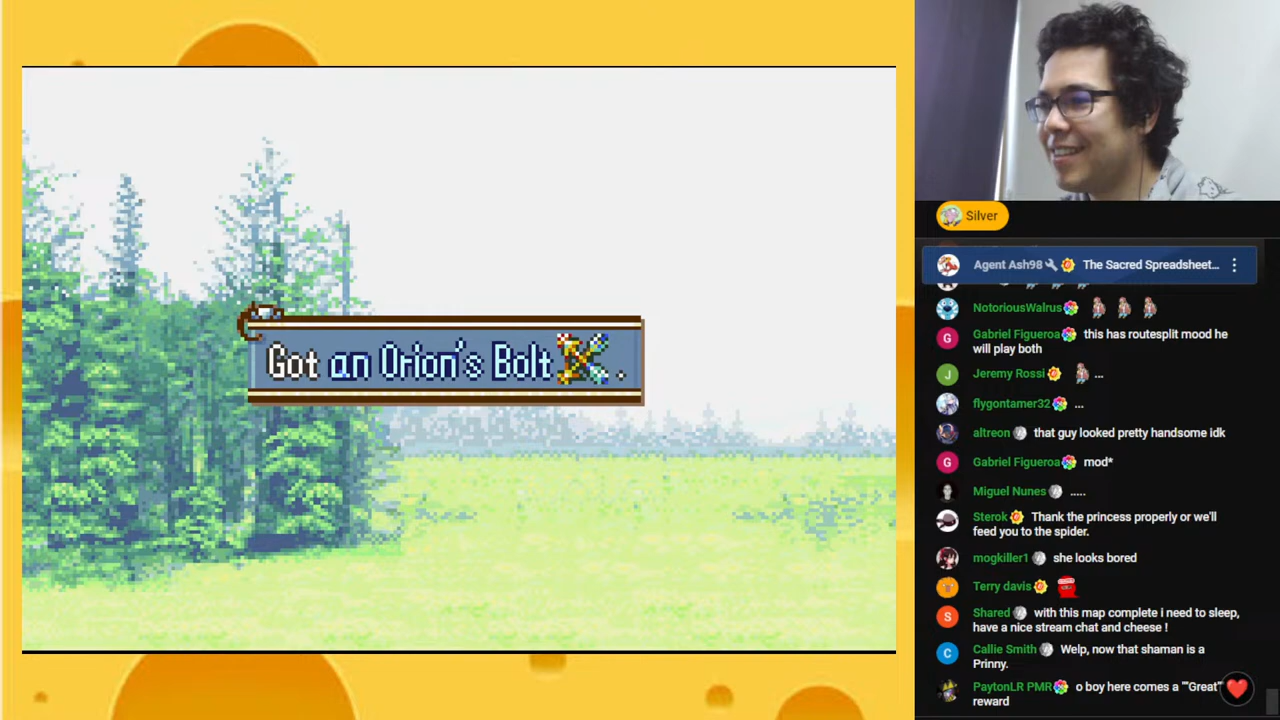 Got an Orion's Bolt .
Silver
Agent Ash98 The Sacred Spreadsheet...
NotoriousWalrus
Gabriel Figueroa this has routesplit mood he
will play both
Jeremy Rossi ...
flygontamer32 ...
altreon that guy looked pretty handsome idk
Gabriel Figueroa mod*
Miguel Nunes .....
Sterok Thank the princess properly or we'll
feed you to the spider.
mogkiller1 she looks bored
Terry davis
Shared with this map complete i need to sleep,
have a nice stream chat and cheese !
Callie Smith Welp, now that shaman is a
Prinny.
PaytonLR PMR o boy here comes a '"Great"
reward